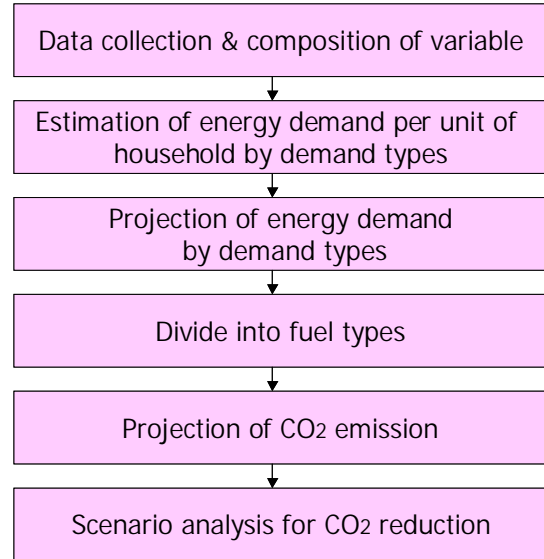 Data collection & composition of variable
Estimation of energy demand per unit of
household by demand types
Projection of energy demand
by demand types
Divide into fuel types
Projection of CO2 emission
Scenario analysis for CO2 reduction